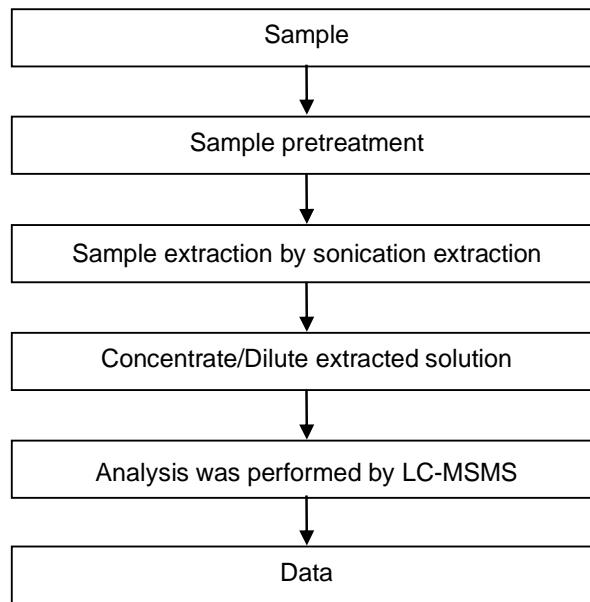 Sample
Sample pretreatment
Sample extraction by sonication extraction
Concentrate/Dilute extracted solution
Analysis was performed by LC-MSMS
Data